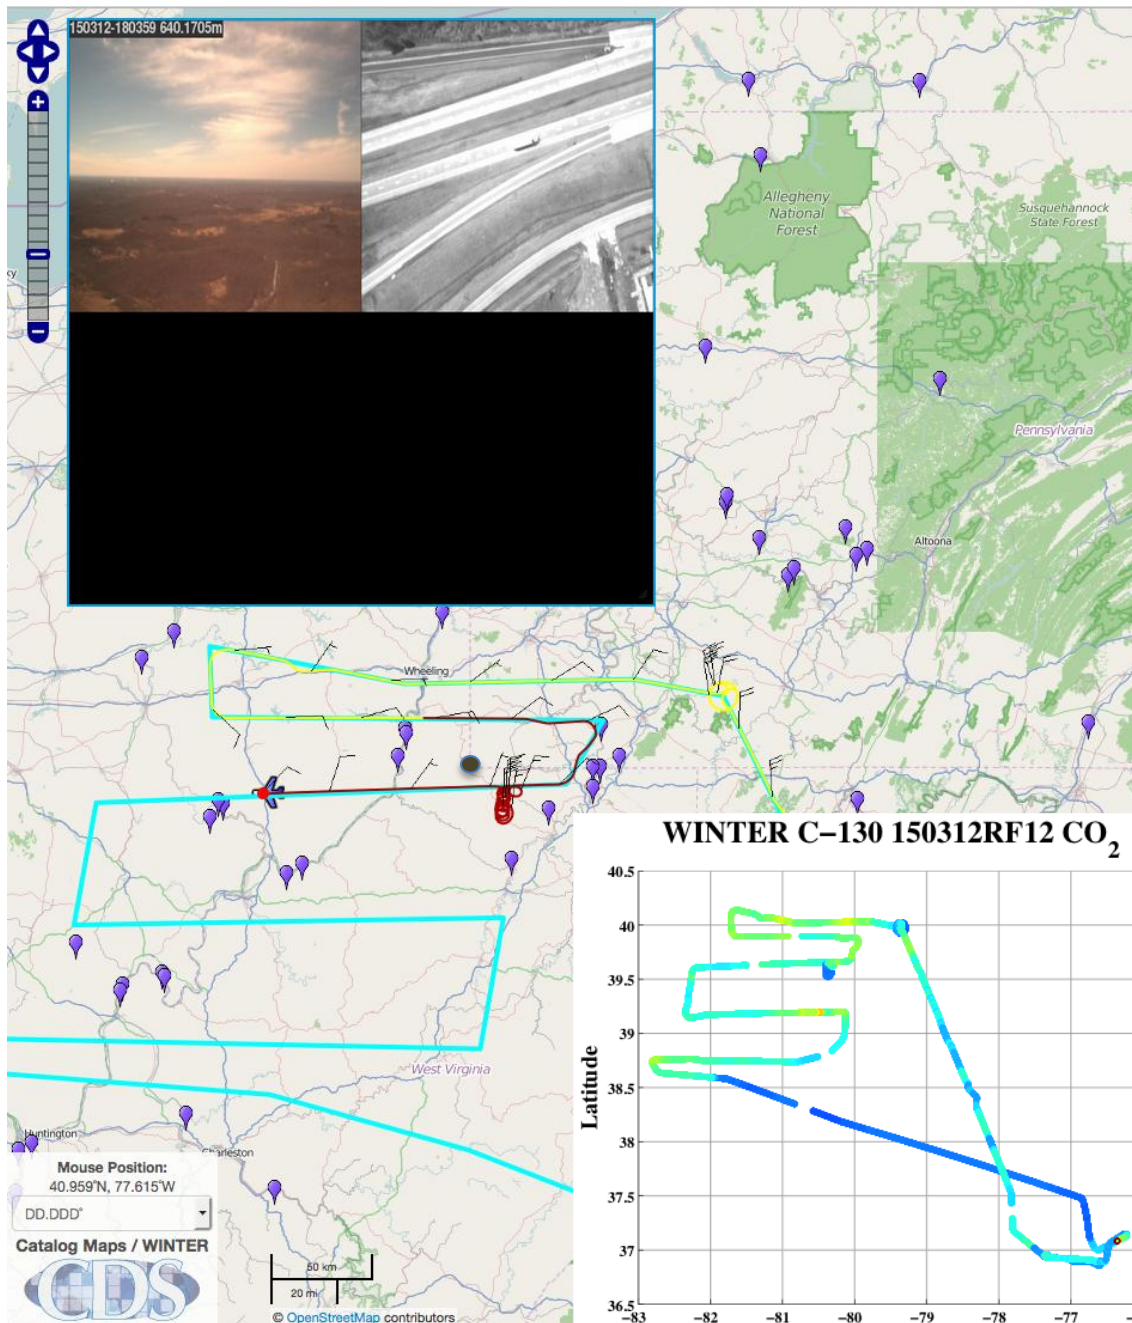 150312-180359 640.1705m
Allegheny
National
Forest
Susquehannock
State Forest
ky
Pennsylvania
Altoona
Wheeling
West Virginia
Huntington
Charleston
Mouse Position:
40.959°N, 77.615°W
DD.DDD°
Catalog Maps / WINTER
CDS
50 km
20 mi
© OpenStreetMap contributors
WINTER C-130 150312RF12 CO2
Latitude
40.5
40
39.5
39
38.5
38
37.5
37
36.5
-83
-82
-81
-80
-79
-78
-77